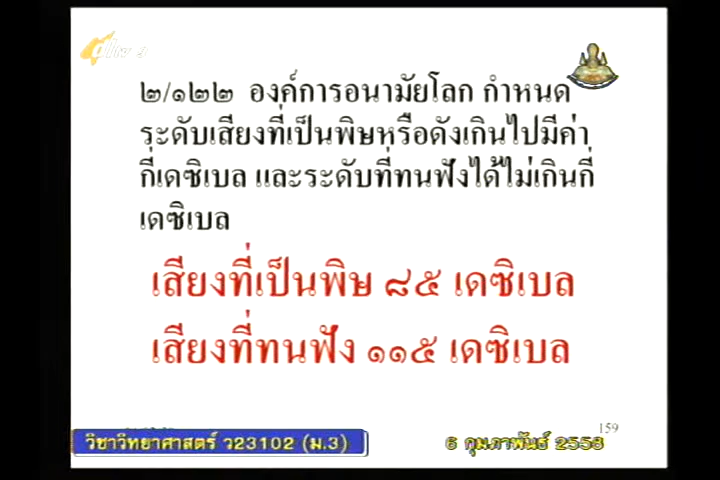 ๒/๑๒๒ องค์การอนามัยโลก กำหนด
ระดับเสียงที่เป็นพิษหรือดังเกินไปมีค่า
กี่เดซิเบล และระดับที่ทนฟังได้ไม่เกินกี่
เดซิเบล
เสียงที่เป็นพิษ ๘๕ เดซิเบล
เสียงที่ทนฟัง ๑๑๕ เดซิเบล
159
วิชาวิทยาศาสตร์ ว23102 (ม.3)
6 กุมภาพันธ์ 2553